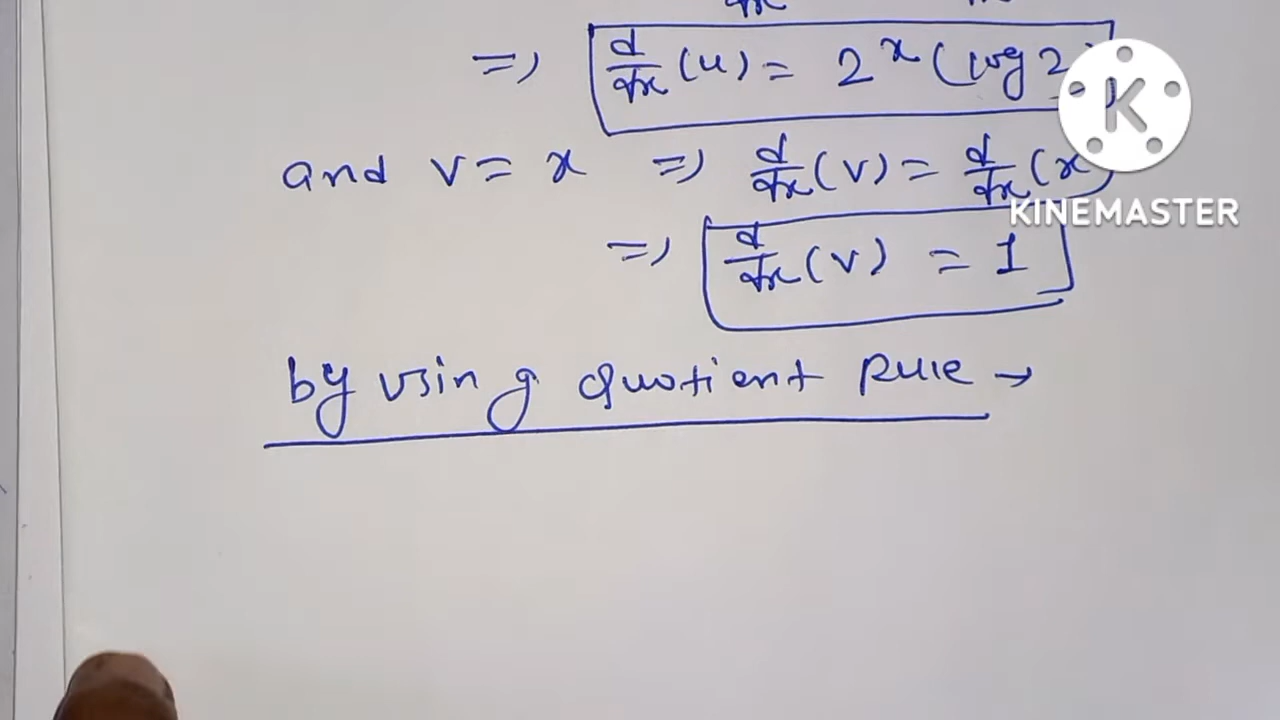 => d/dx (u) = 2^x (log 2
and v = x => d/dx (v) = d/dx (x)
=> d/dx (v) = 1
by using quotient Rule →
K
KINEMASTER